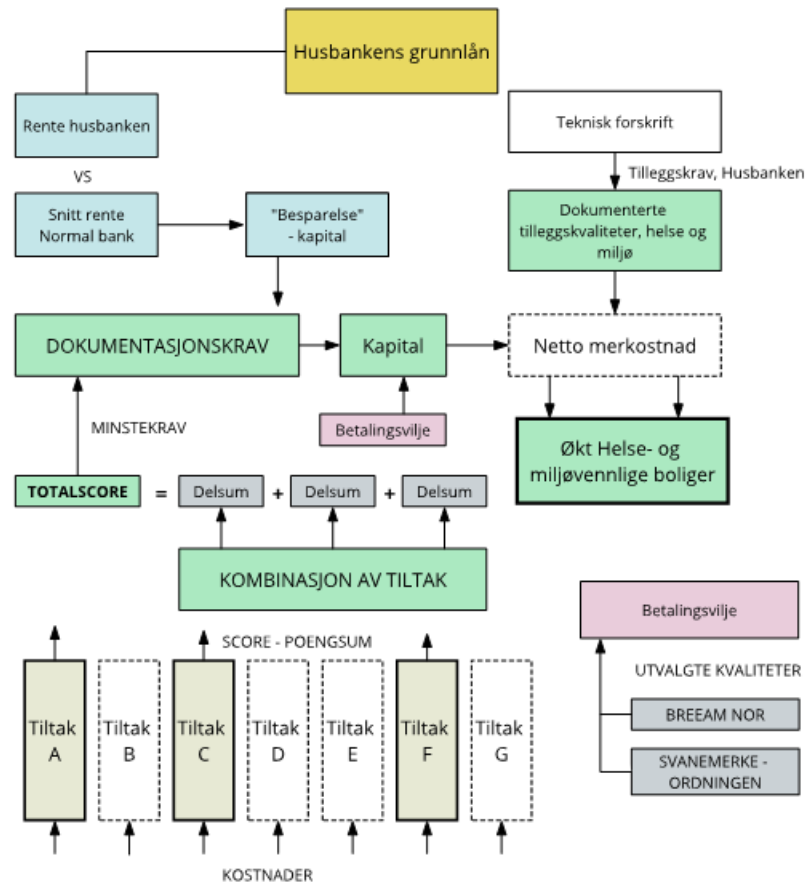 Husbankens grunnlån
Rente husbanken
Teknisk forskrift
VS
Tilleggskrav, Husbanken
Snitt rente
Normal bank
"Besparelse"
- kapital
Dokumenterte
tilleggskvaliteter, helse og
miljø
DOKUMENTASJONSKRAV
Kapital
Netto merkostnad
MINSTEKRAV
Betalingsvilje
Økt Helse- og
miljøvennlige boliger
TOTALSCORE = Delsum + Delsum + Delsum
KOMBINASJON AV TILTAK
Betalingsvilje
SCORE - POENGSUM
UTVALGTE KVALITETER
Tiltak
A
Tiltak
B
Tiltak
C
Tiltak
D
Tiltak
E
Tiltak
F
Tiltak
G
BREEAM NOR
SVANEMERKE -
ORDNINGEN
KOSTNADER